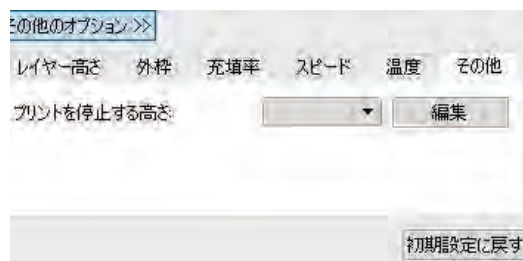 その他のオプション >>
レイヤー高さ 外枠 充填率 スピード 温度 その他
プリントを停止する高さ: 編集
初期設定に戻す